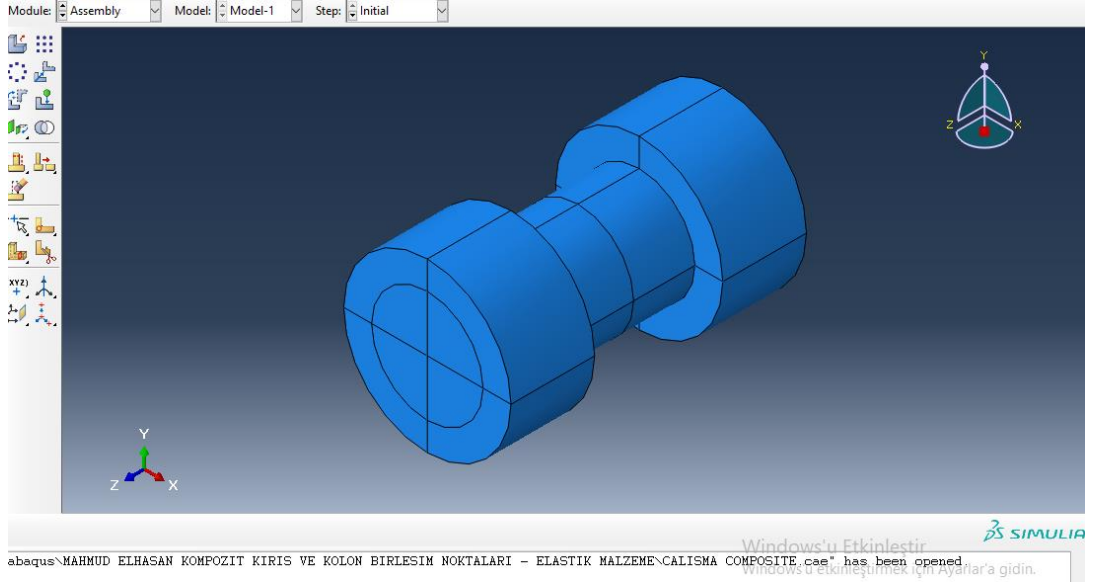 Module: Assembly Model: Model-1 Step: Initial
XYZ)
Y
Z X
Y
Z X
SIMULIA
Windows'u Etkinleştir
abaqus\MAHMUD ELHASAN KOMPOZIT KIRIS VE KOLON BIRLESIM NOKTALARI - ELASTIK MALZEME\CALISMA COMPOSITE.cae" has been opened.
Windows'u etkinleştirmek için Ayarlar'a gidin.